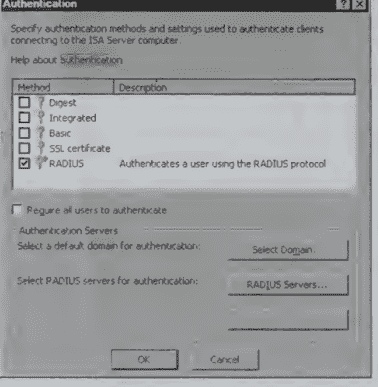 Authentication
Specify authentication methods and settings used to authenticate clients
connecting to the ISA Server computer.
Help about authentication
Method Description
Digest
Integrated
Basic
SSL certificate
RADIUS Authenticates a user using the RADIUS protocol
Require all users to authenticate
Authentication Servers
Select a default domain for authentication: Select Domain.
Select RADIUS servers for authentication: RADIUS Servers...
OK Cancel